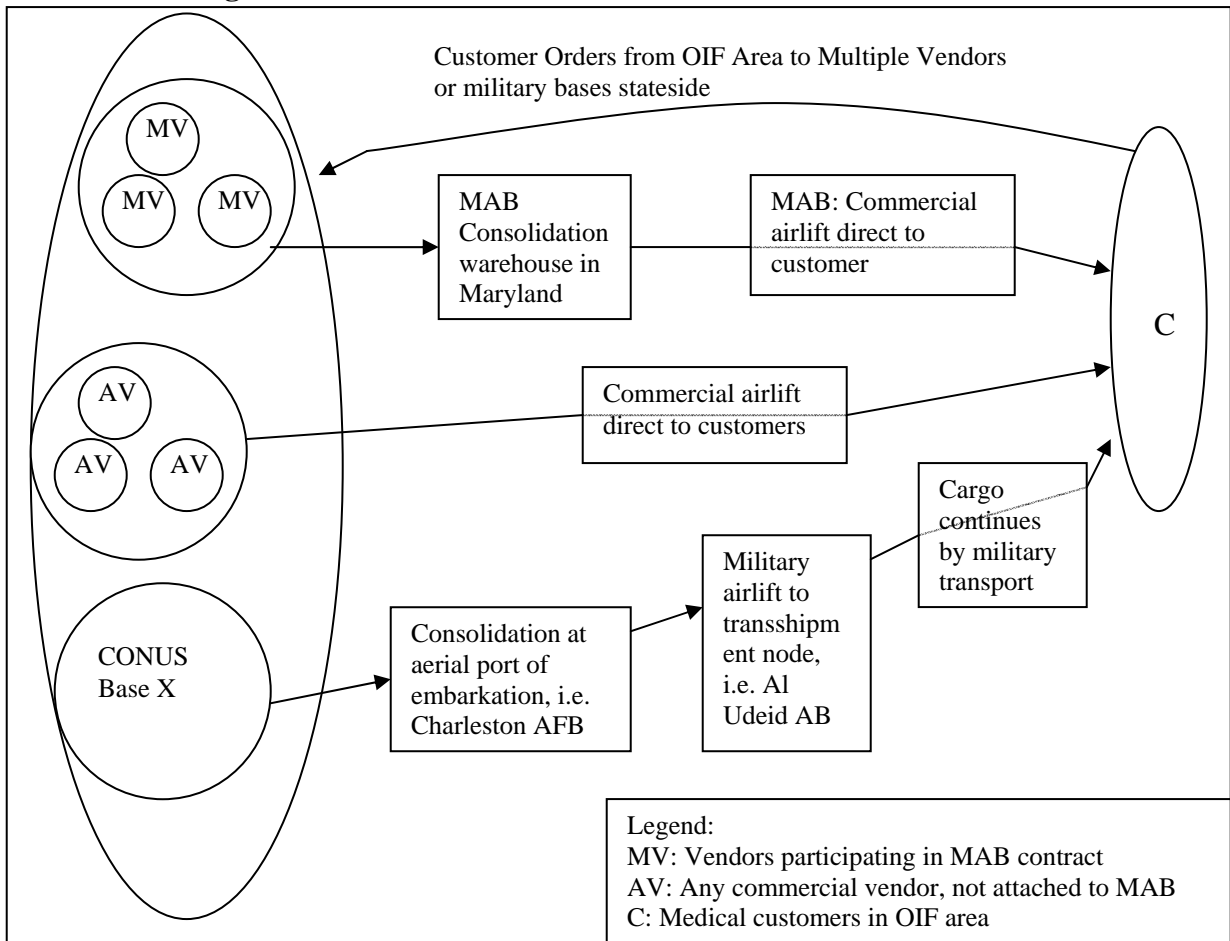 Customer Orders from OIF Area to Multiple Vendors
or military bases stateside
MV
MV
MV
MAB
Consolidation
warehouse in
Maryland
MAB: Commercial
airlift direct to
customer
C
AV
AV
AV
Commercial airlift
direct to customers
Cargo
continues
by military
transport
Military
airlift to
transshipm
ent node,
i.e. Al
Udeid AB
CONUS
Base X
Consolidation at
aerial port of
embarkation, i.e.
Charleston AFB
Legend:
MV: Vendors participating in MAB contract
AV: Any commercial vendor, not attached to MAB
C: Medical customers in OIF area